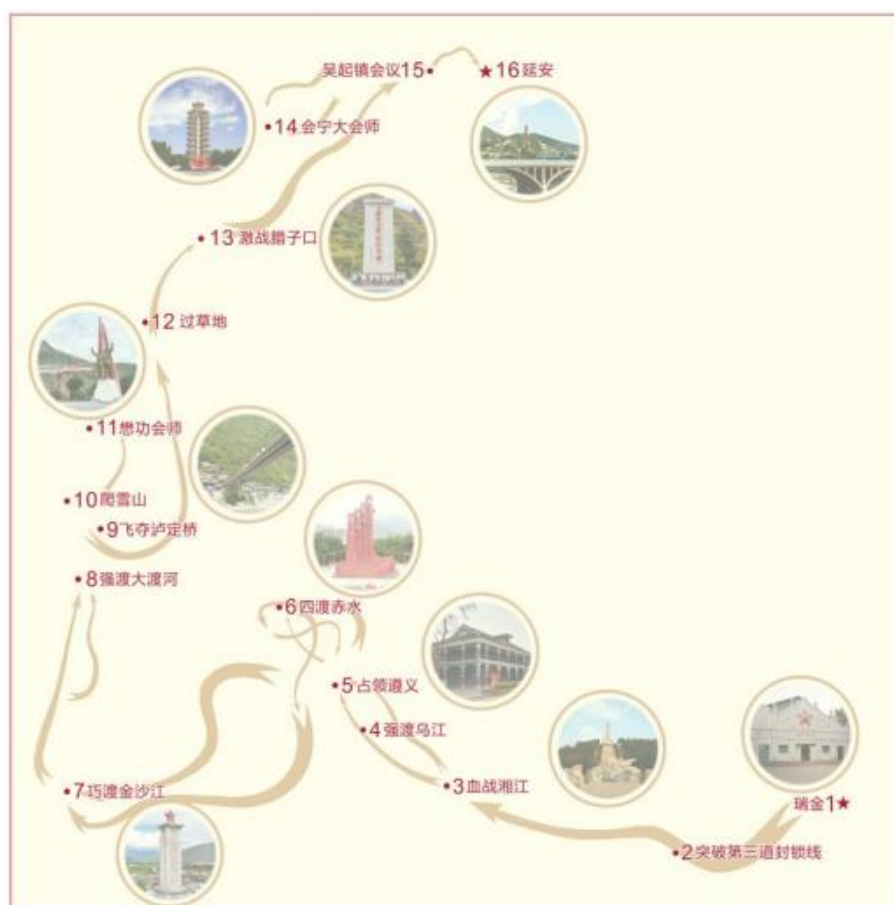 吴起镇会议15
★16延安
14会宁大会师
13 激战腊子口
12 过草地
11懋功会师
10爬雪山
9飞夺泸定桥
8强渡大渡河
6四渡赤水
5占领遵义
4强渡乌江
7巧渡金沙江
3血战湘江
瑞金1★
2突破第三道封锁线